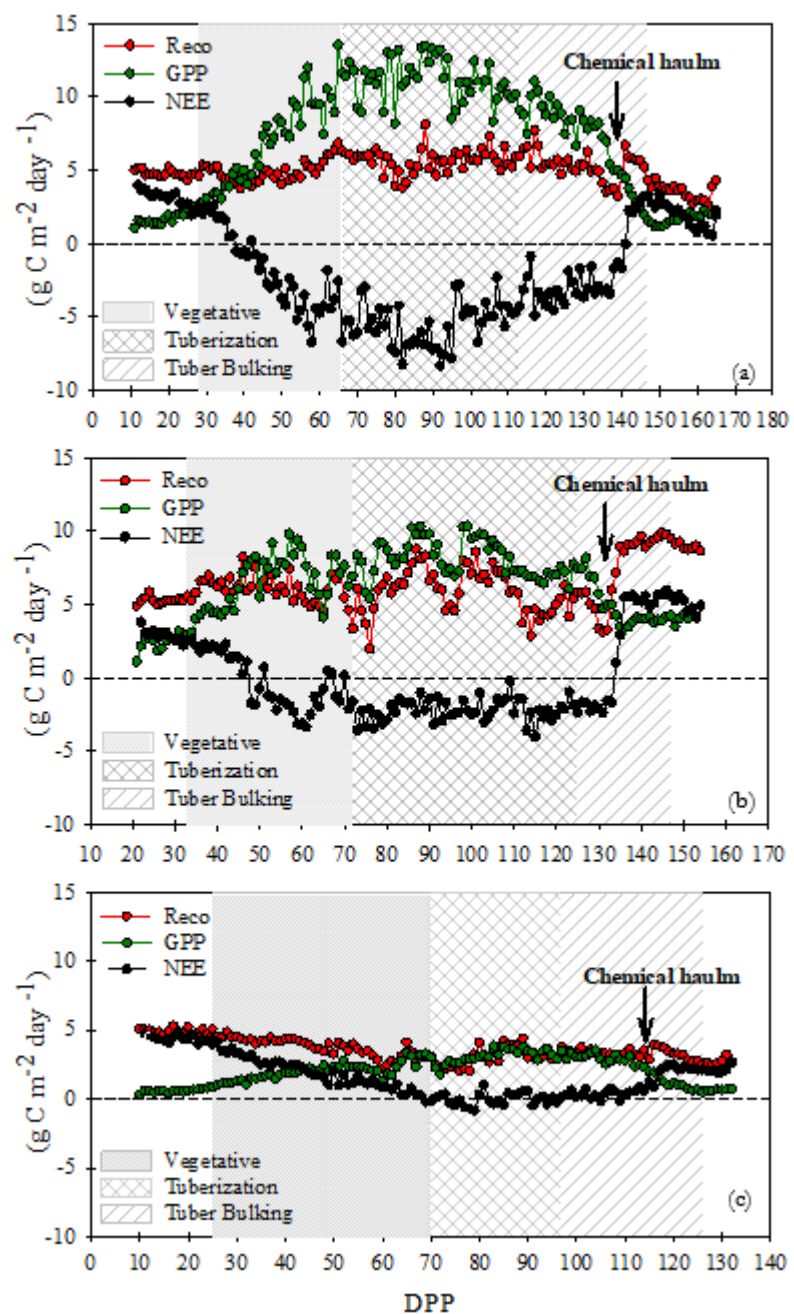 15
10
5
0
-5
-10
(g C m-2 day -1)
Reco
GPP
NEE
Chemical haulm
Vegetative
Tuberization
Tuber Bulking
(a)
0 10 20 30 40 50 60 70 80 90 100 110 120 130 140 150 160 170 180
15
10
5
0
-5
-10
(g C m-2 day -1)
Reco
GPP
NEE
Chemical haulm
Vegetative
Tuberization
Tuber Bulking
(b)
10 20 30 40 50 60 70 80 90 100 110 120 130 140 150 160 170
15
10
5
0
-5
-10
(g C m-2 day -1)
Reco
GPP
NEE
Chemical haulm
Vegetative
Tuberization
Tuber Bulking
(c)
0 10 20 30 40 50 60 70 80 90 100 110 120 130 140
DPP